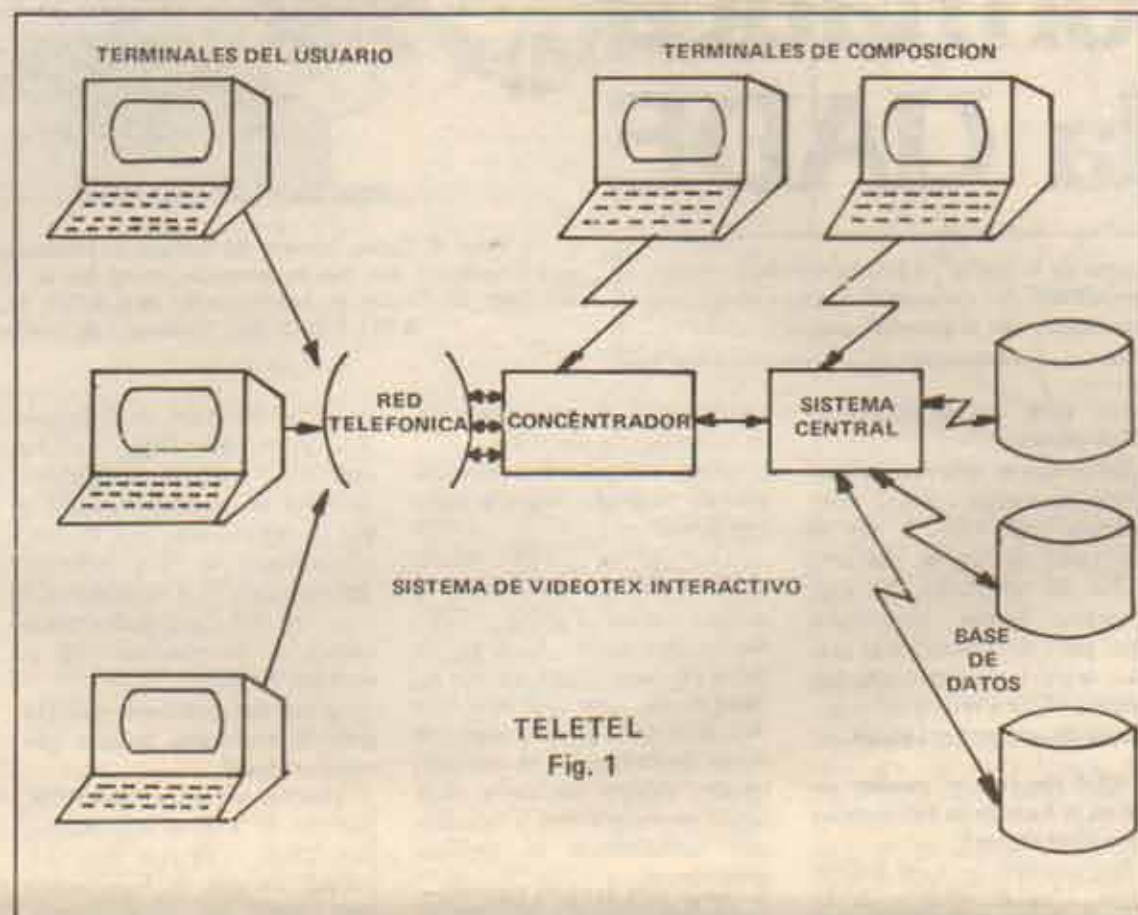 TERMINALES DEL USUARIO
TERMINALES DE COMPOSICION
RED
TELEFONICA
CONCENTRADOR
SISTEMA
CENTRAL
SISTEMA DE VIDEOTEX INTERACTIVO
BASE
DE
DATOS
TELETEL
Fig. 1